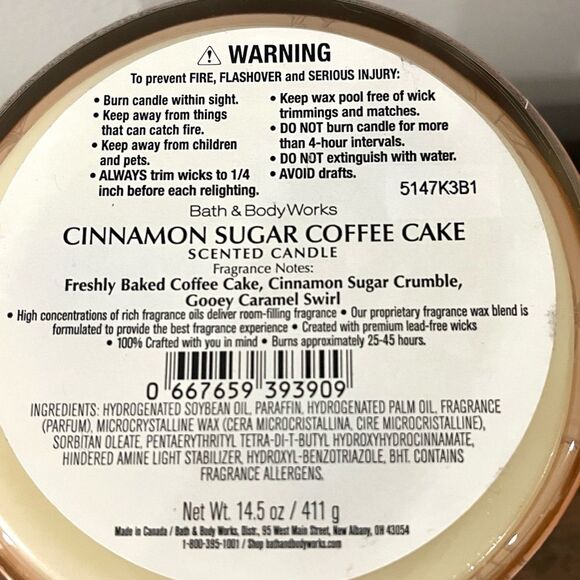 ⚠ WARNING
To prevent FIRE, FLASHOVER and SERIOUS INJURY:
• Burn candle within sight.
• Keep away from things
that can catch fire.
• Keep away from children
and pets.
• ALWAYS trim wicks to 1/4
inch before each relighting.
• Keep wax pool free of wick
trimmings and matches.
• DO NOT burn candle for more
than 4-hour intervals.
• DO NOT extinguish with water.
• AVOID drafts.
5147K3B1
Bath & Body Works
CINNAMON SUGAR COFFEE CAKE
SCENTED CANDLE
Fragrance Notes:
Freshly Baked Coffee Cake, Cinnamon Sugar Crumble,
Gooey Caramel Swirl
• High concentrations of rich fragrance oils deliver room-filling fragrance • Our proprietary fragrance wax blend is
formulated to provide the best fragrance experience • Created with premium lead-free wicks
• 100% Crafted with you in mind • Burns approximately 25-45 hours.
0 667659 393909
INGREDIENTS: HYDROGENATED SOYBEAN OIL, PARAFFIN, HYDROGENATED PALM OIL, FRAGRANCE
(PARFUM), MICROCRYSTALLINE WAX (CERA MICROCRISTALLINA, CIRE MICROCRISTALLINE),
SORBITAN OLEATE, PENTAERYTHRITYL TETRA-DI-T-BUTYL HYDROXYHYDROCINNAMATE,
HINDERED AMINE LIGHT STABILIZER, HYDROXYL-BENZOTRIAZOLE, BHT. CONTAINS
FRAGRANCE ALLERGENS.
Net Wt. 14.5 oz / 411 g
Made in Canada / Bath & Body Works, Distr., 95 West Main Street, New Albany, OH 43054
1-800-395-1001 / Shop bathandbodyworks.com